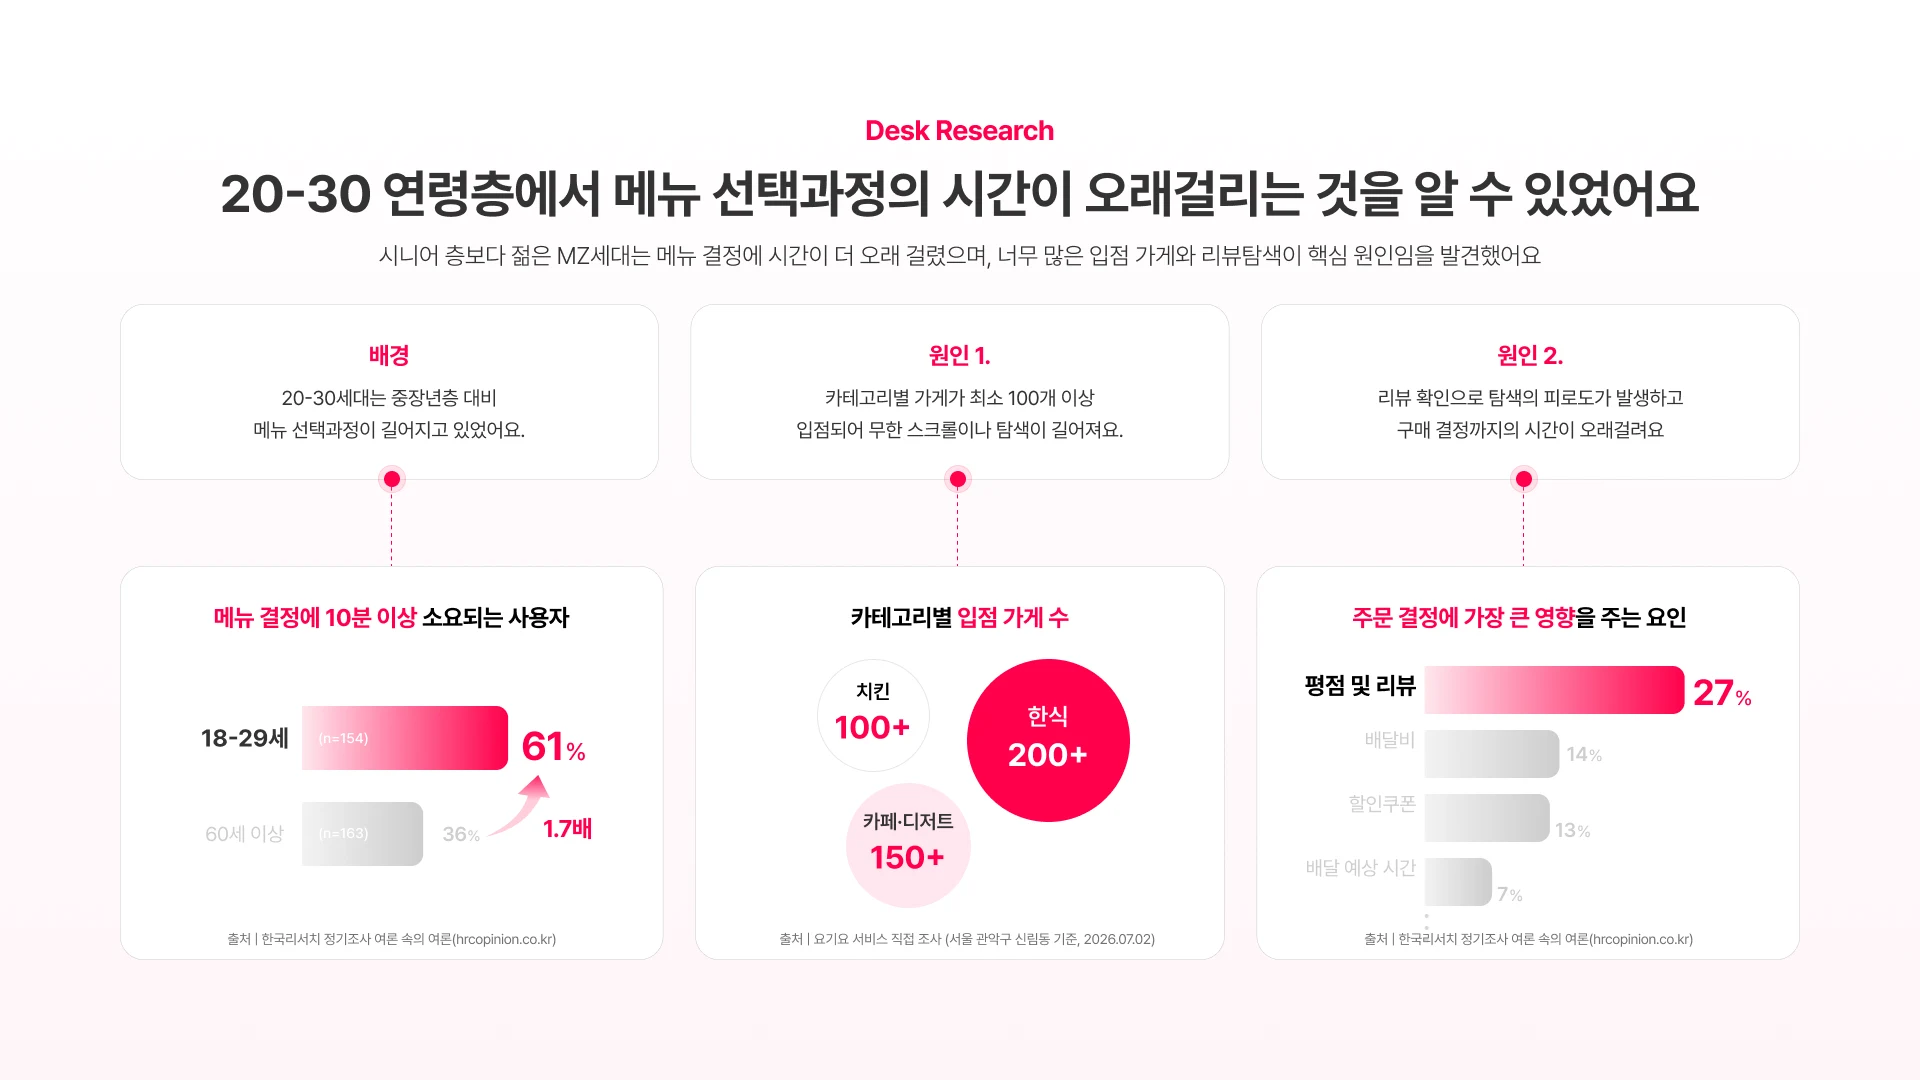 Desk Research
20-30 연령층에서 메뉴 선택과정의 시간이 오래걸리는 것을 알 수 있었어요
시니어 층보다 젊은 MZ세대는 메뉴 결정에 시간이 더 오래 걸렸으며, 너무 많은 입점 가게와 리뷰탐색이 핵심 원인임을 발견했어요
배경
20-30세대는 중장년층 대비
메뉴 선택과정이 길어지고 있었어요.
원인 1.
카테고리별 가게가 최소 100개 이상
입점되어 무한 스크롤이나 탐색이 길어져요.
원인 2.
리뷰 확인으로 탐색의 피로도가 발생하고
구매 결정까지의 시간이 오래걸려요
메뉴 결정에 10분 이상 소요되는 사용자
18-29세 (n=154) 61%
60세 이상 (n=163) 36%
1.7배
출처 | 한국리서치 정기조사 여론 속의 여론(hrcopinion.co.kr)
카테고리별 입점 가게 수
치킨
100+
한식
200+
카페·디저트
150+
출처 | 요기요 서비스 직접 조사 (서울 관악구 신림동 기준, 2026.07.02)
주문 결정에 가장 큰 영향을 주는 요인
평점 및 리뷰 27%
배달비 14%
할인쿠폰 13%
배달 예상 시간 7%
출처 | 한국리서치 정기조사 여론 속의 여론(hrcopinion.co.kr)